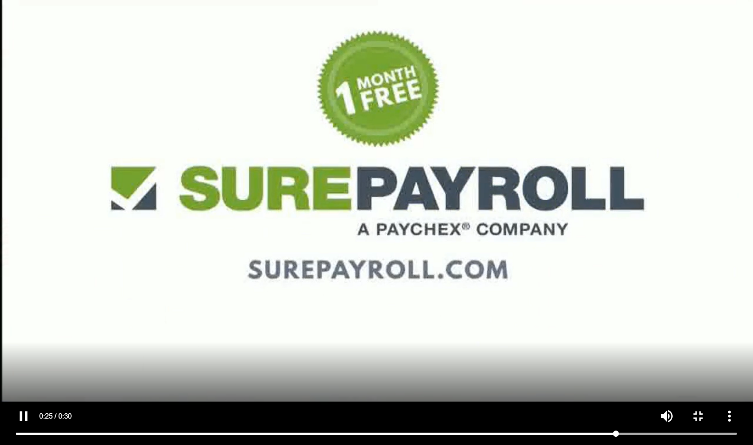 1 MONTH
FREE
SUREPAYROLL
A PAYCHEX® COMPANY
SUREPAYROLL.COM
0:25 / 0:30